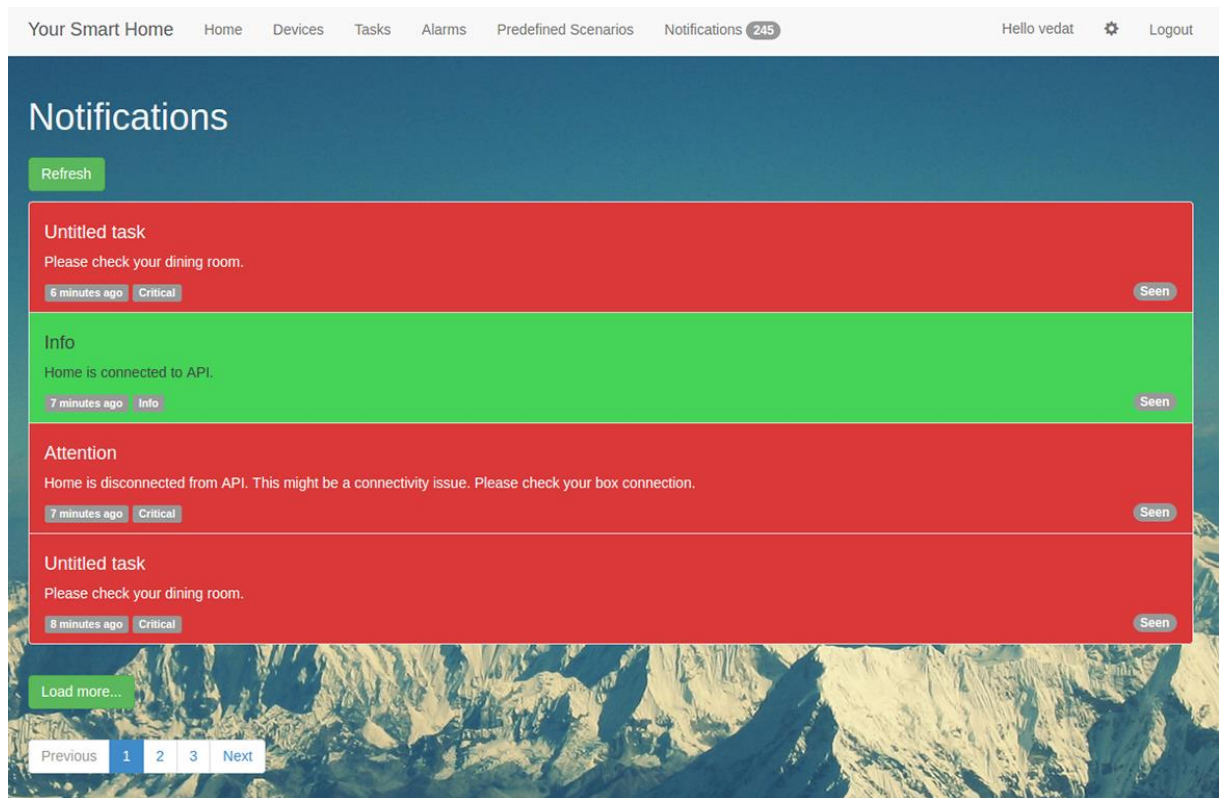 Your Smart Home Home Devices Tasks Alarms Predefined Scenarios Notifications 245 Hello vedat Logout
Notifications
Refresh
Untitled task
Please check your dining room.
6 minutes ago Critical Seen
Info
Home is connected to API.
7 minutes ago Info Seen
Attention
Home is disconnected from API. This might be a connectivity issue. Please check your box connection.
7 minutes ago Critical Seen
Untitled task
Please check your dining room.
8 minutes ago Critical Seen
Load more...
Previous 1 2 3 Next